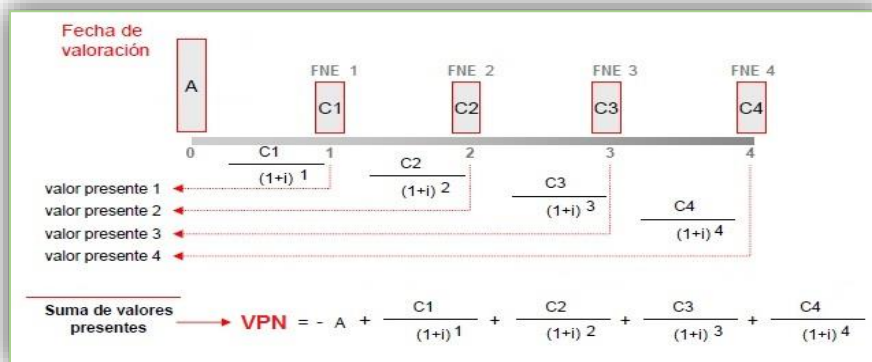 Fecha de
valoración
A
FNE 1
FNE 2
FNE 3
FNE 4
C1
C2
C3
C4
0
1
2
3
4
C1
(1+i) 1
C2
(1+i) 2
C3
(1+i) 3
C4
(1+i) 4
valor presente 1
valor presente 2
valor presente 3
valor presente 4
Suma de valores
presentes
VPN = - A + C1 + C2 + C3 + C4
(1+i) 1 (1+i) 2 (1+i) 3 (1+i) 4